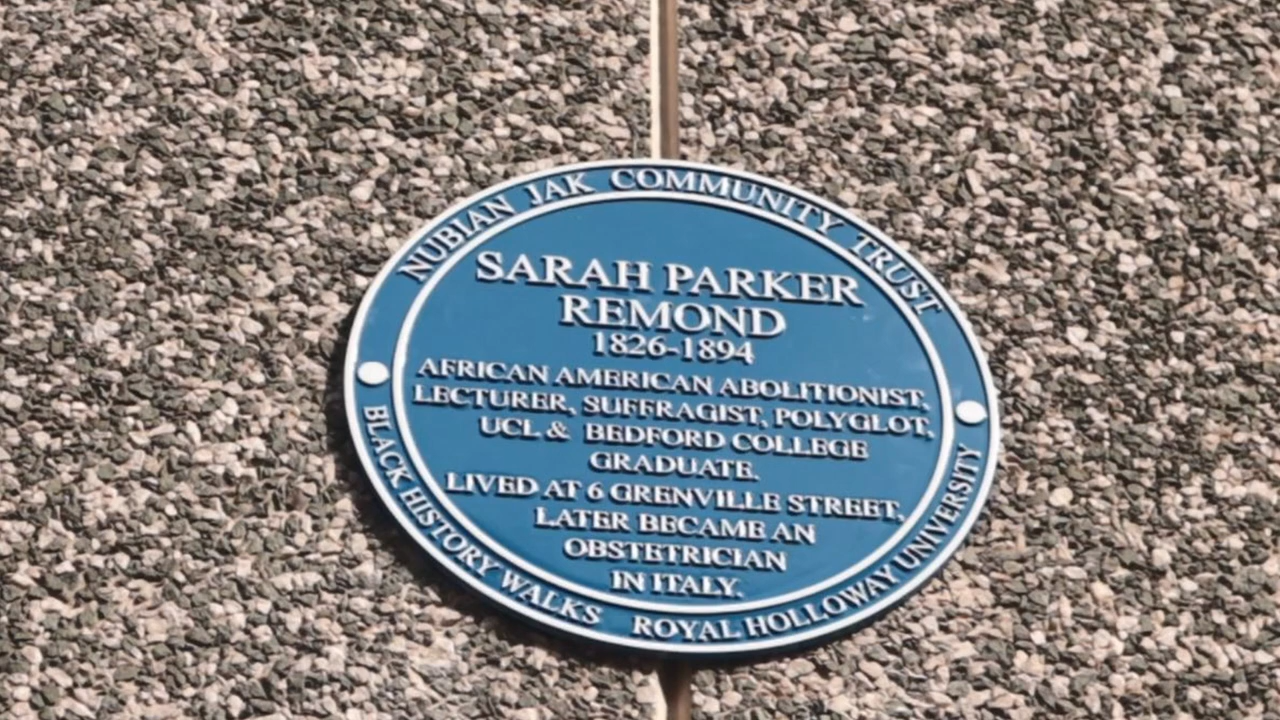 NUBIAN JAK COMMUNITY TRUST
SARAH PARKER
REMOND
1826-1894
AFRICAN AMERICAN ABOLITIONIST,
LECTURER, SUFFRAGIST, POLYGLOT,
UCL & BEDFORD COLLEGE
GRADUATE.
LIVED AT 6 GRENVILLE STREET,
LATER BECAME AN
OBSTETRICIAN
IN ITALY.
BLACK HISTORY WALKS
ROYAL HOLLOWAY UNIVERSITY